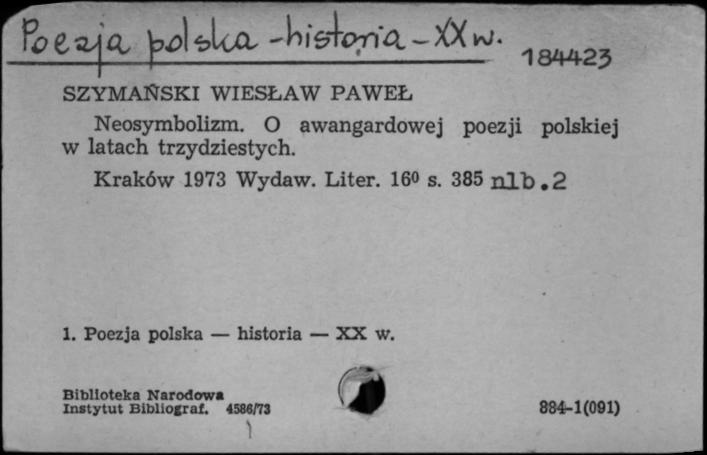 Poezja polska - historia - XX w.
184423
SZYMAŃSKI WIESŁAW PAWEŁ
Neosymbolizm. O awangardowej poezji polskiej
w latach trzydziestych.
Kraków 1973 Wydaw. Liter. 16⁰ s. 385 nlb.2
1. Poezja polska — historia — XX w.
Biblioteka Narodowa
Instytut Bibliograf. 4586/73
884-1(091)